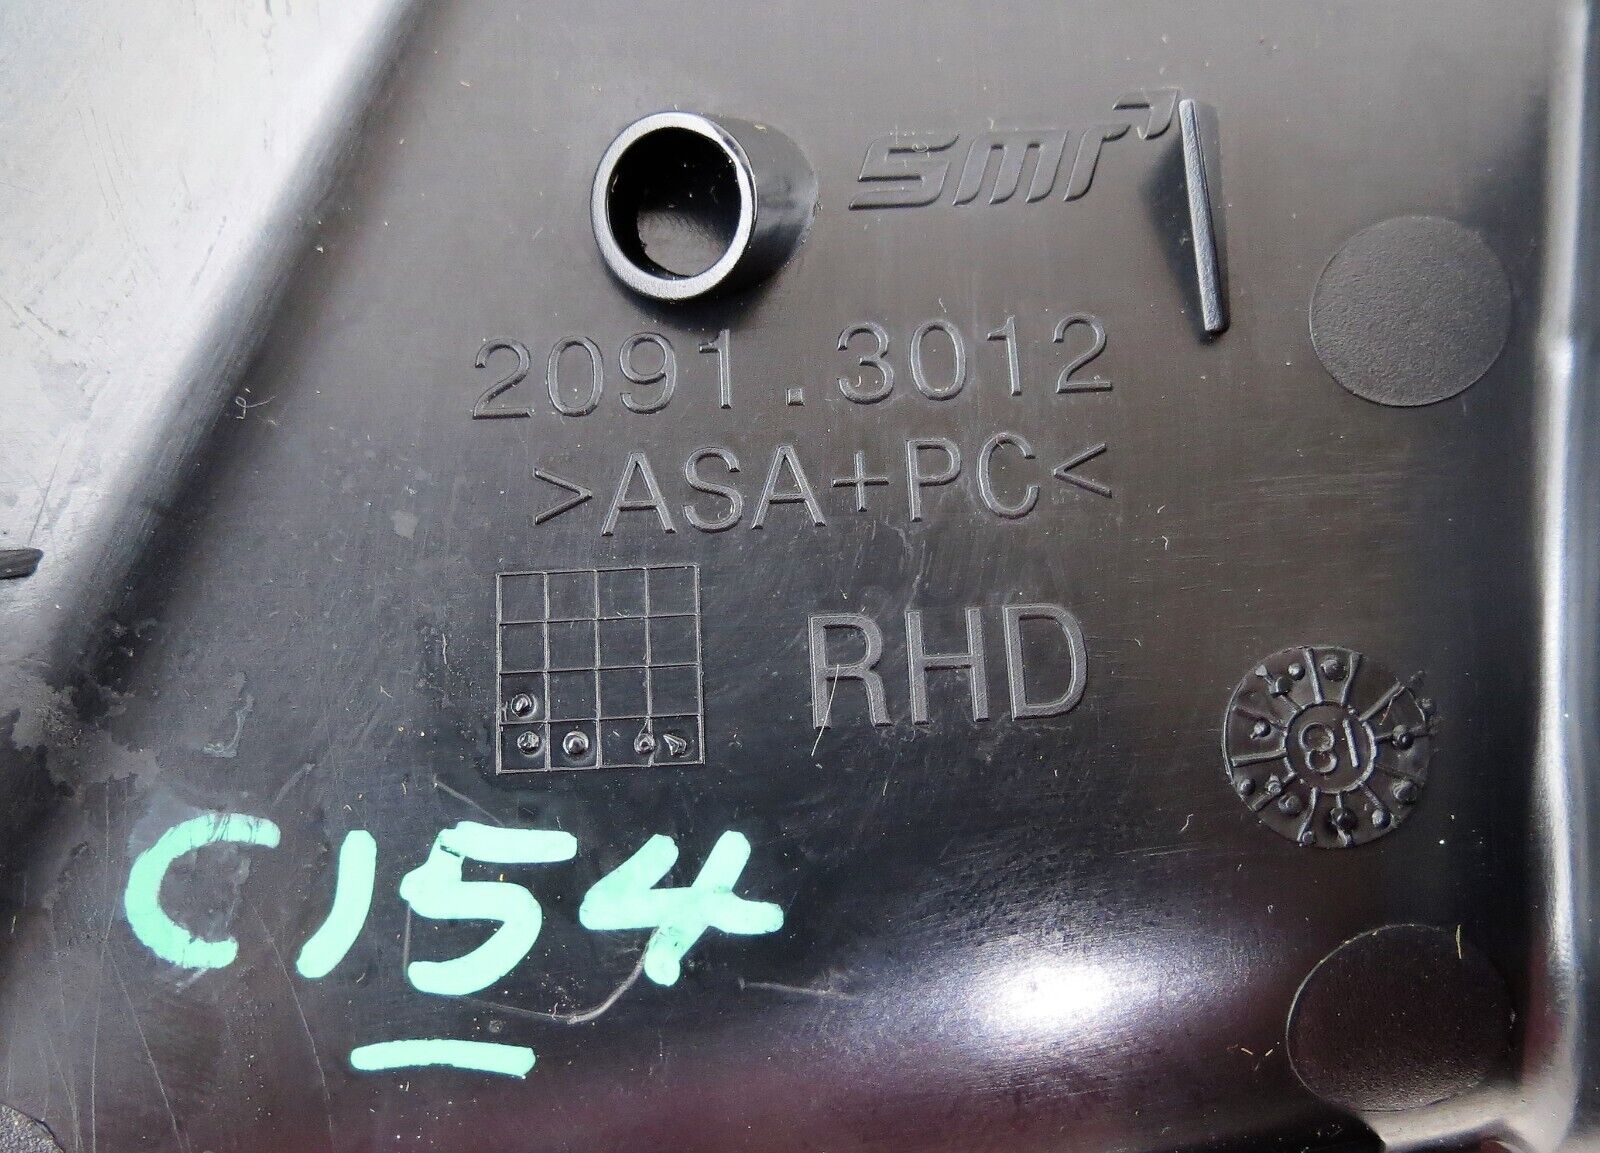 smr
2091.3012
>ASA+PC<
RHD
18
C154